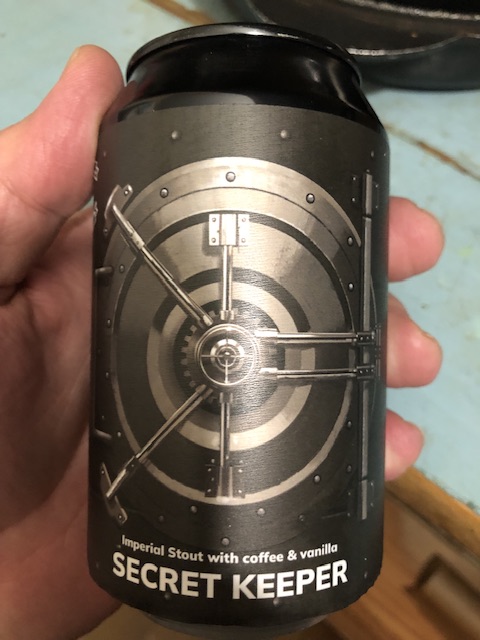 Imperial Stout with coffee & vanilla
SECRET KEEPER